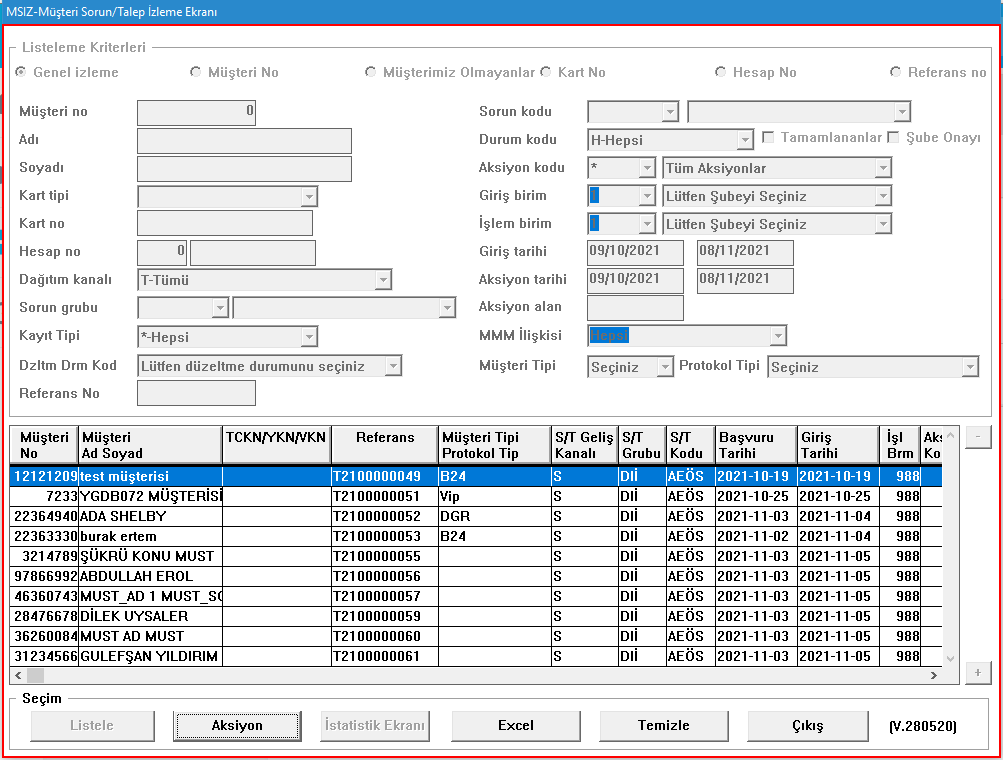 MSIZ-Müşteri Sorun/Talep İzleme Ekranı
Listeleme Kriterleri
Genel izleme Müşteri No Müşterimiz Olmayanlar Kart No Hesap No Referans no
Müşteri no 0 Sorun kodu
Adı Durum kodu H-Hepsi Tamamlananlar Şube Onayı
Soyadı Aksiyon kodu * Tüm Aksiyonlar
Kart tipi Giriş birim Lütfen Şubeyi Seçiniz
Kart no İşlem birim Lütfen Şubeyi Seçiniz
Hesap no 0 Giriş tarihi 09/10/2021 08/11/2021
Dağıtım kanalı T-Tümü Aksiyon tarihi 09/10/2021 08/11/2021
Sorun grubu Aksiyon alan
Kayıt Tipi *-Hepsi MMM İlişkisi Hepsi
Dzltm Drm Kod Lütfen düzeltme durumunu seçiniz Müşteri Tipi Seçiniz Protokol Tipi Seçiniz
Referans No
Müşteri No Müşteri Ad Soyad TCKN/YKN/VKN Referans Müşteri Tipi Protokol Tip S/T Geliş Kanalı S/T Grubu S/T Kodu Başvuru Tarihi Giriş Tarihi İşl Brm Aks Ko -
12121209 test müşterisi T2100000049 B24 S Dİİ AEÖS 2021-10-19 2021-10-19 988
7233 YGDB072 MÜŞTERİSİ T2100000051 Vip S Dİİ AEÖS 2021-10-25 2021-10-25 988
22364940 ADA SHELBY T2100000052 DGR S Dİİ AEÖS 2021-11-03 2021-11-04 988
22363330 burak ertem T2100000053 B24 S Dİİ AEÖS 2021-11-02 2021-11-04 988
3214789 ŞÜKRÜ KONU MUST T2100000055 S Dİİ AEÖS 2021-11-03 2021-11-05 988
97866992 ABDULLAH EROL T2100000056 S Dİİ AEÖS 2021-11-03 2021-11-05 988
46360743 MUST_AD 1 MUST_SO T2100000057 S Dİİ AEÖS 2021-11-03 2021-11-05 988
28476678 DİLEK UYSALER T2100000059 S Dİİ AEÖS 2021-11-03 2021-11-05 988
36260084 MUST AD MUST T2100000060 S Dİİ AEÖS 2021-11-03 2021-11-05 988
31234566 GULEFŞAN YILDIRIM T2100000061 S Dİİ AEÖS 2021-11-03 2021-11-05 988
+
Seçim
Listele Aksiyon İstatistik Ekranı Excel Temizle Çıkış (V.280520)